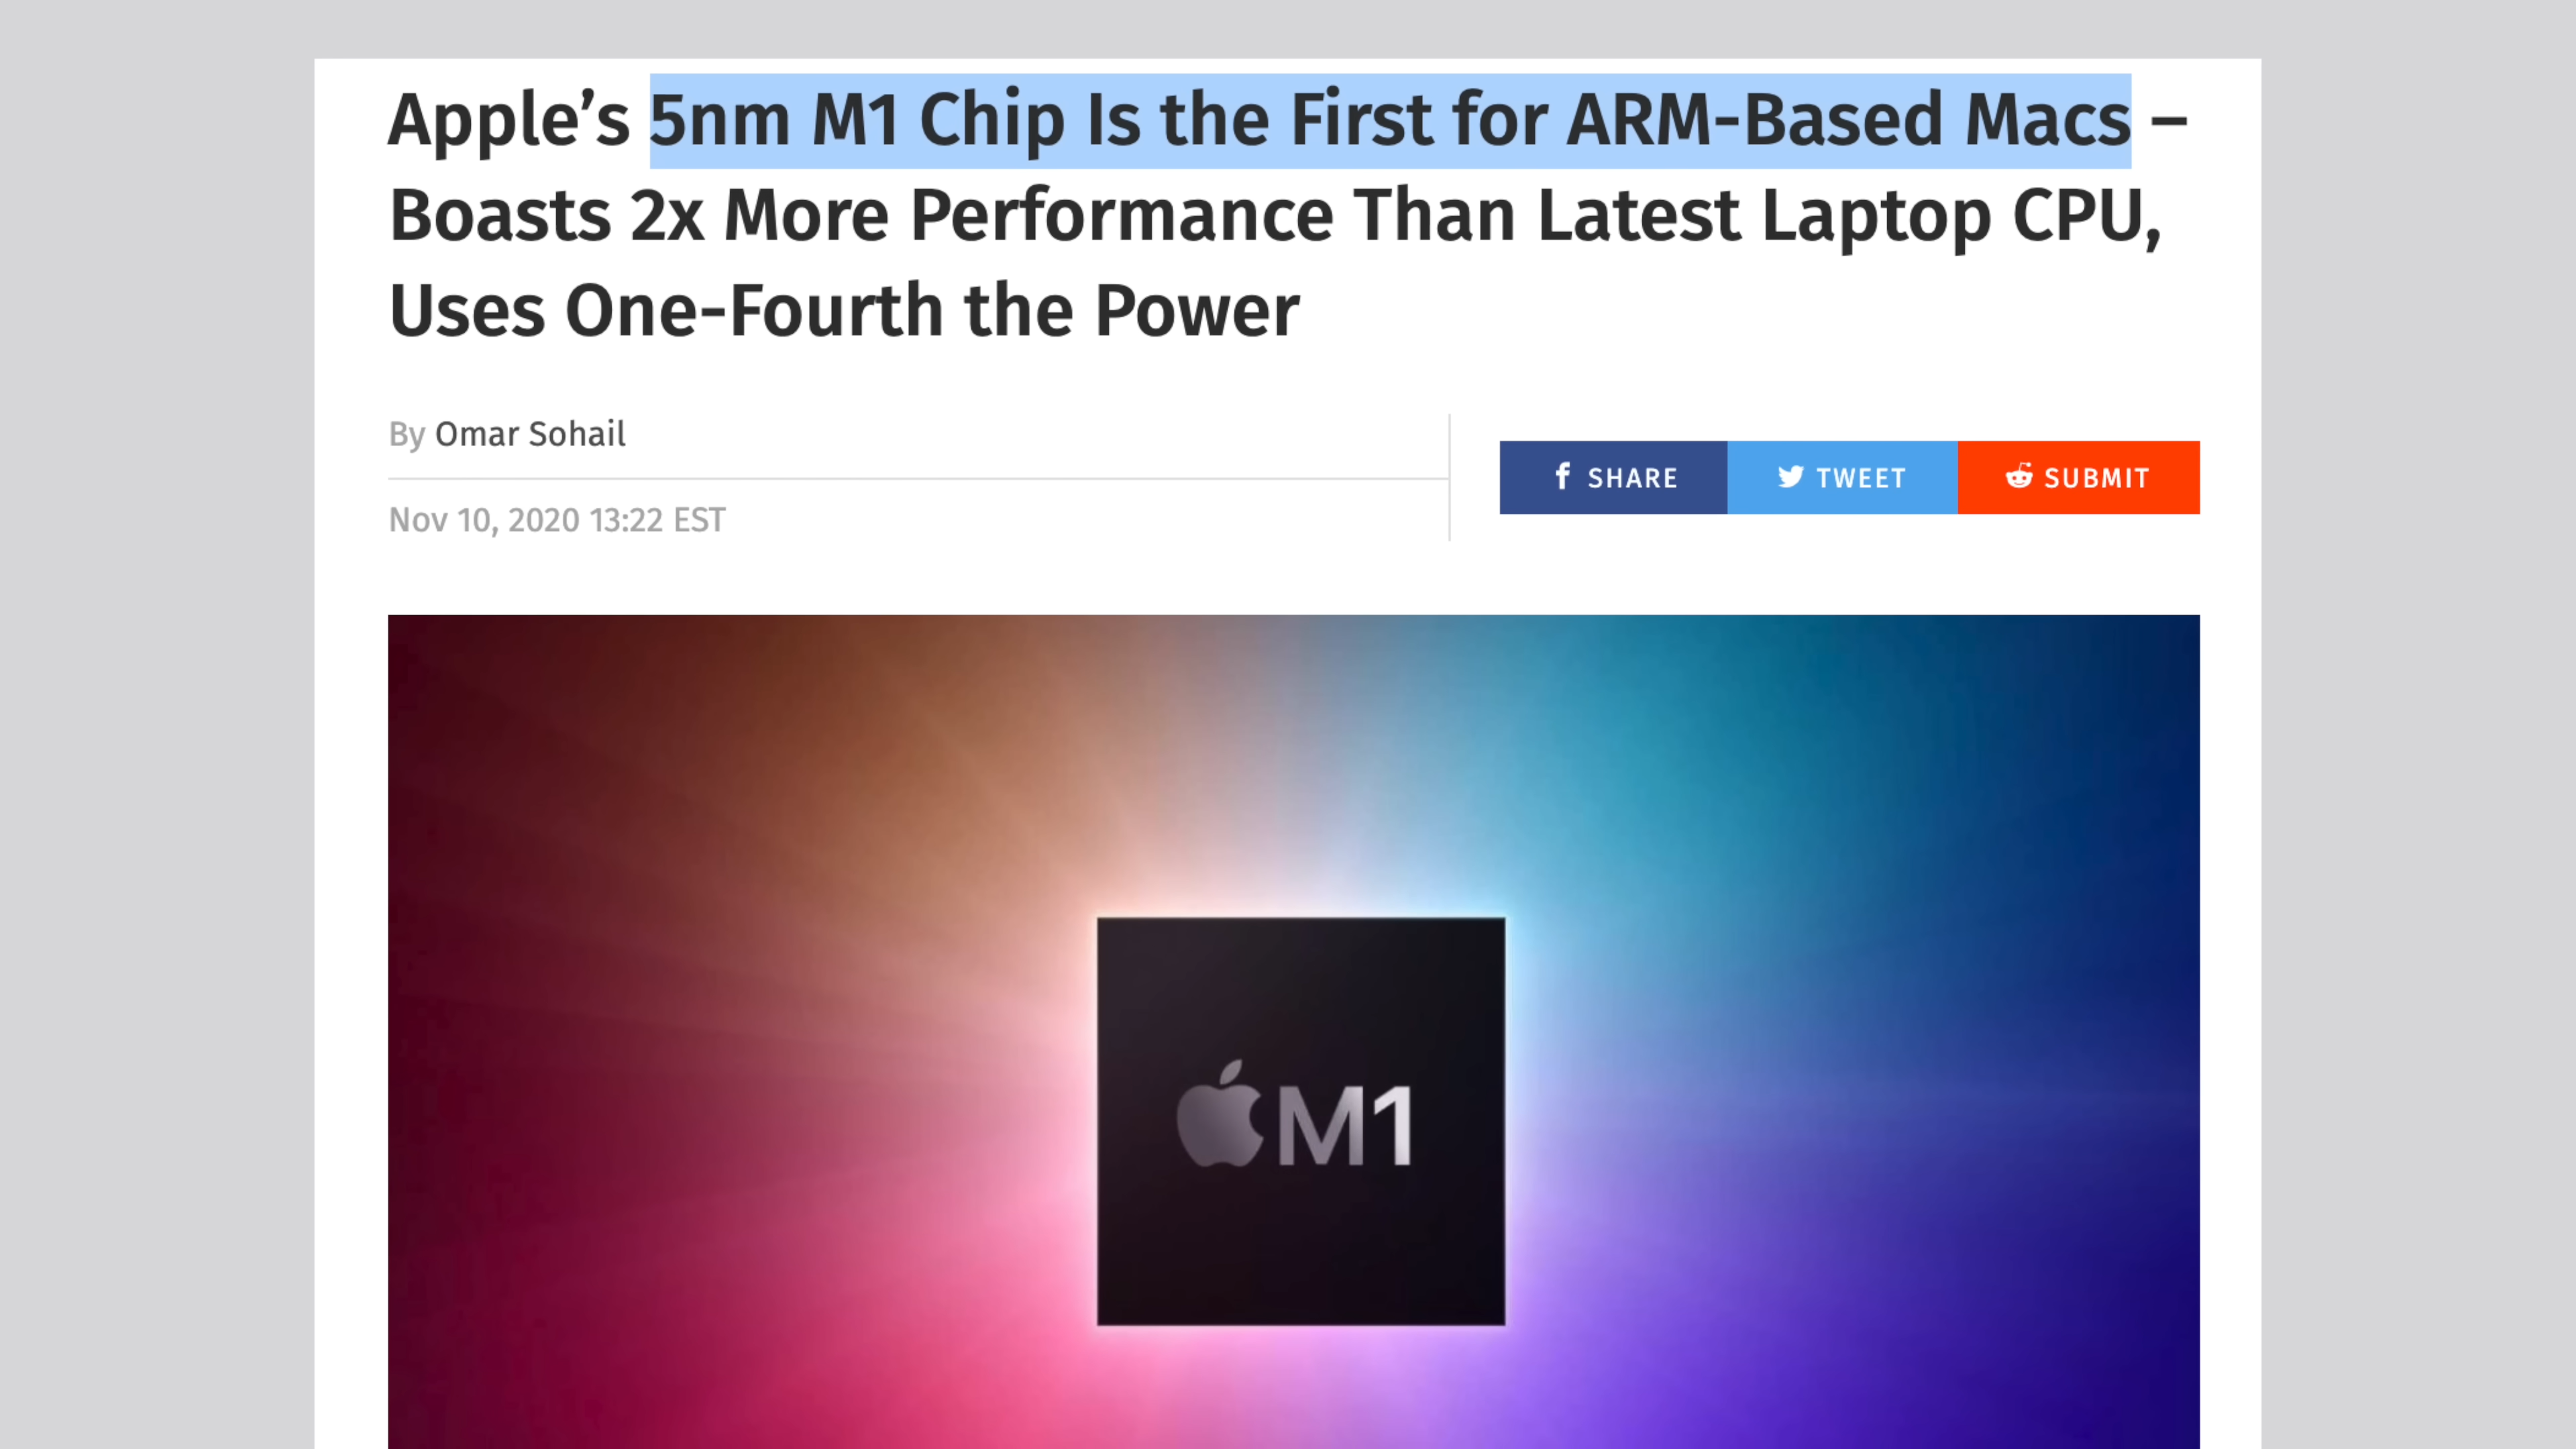 Apple’s 5nm M1 Chip Is the First for ARM-Based Macs –
Boasts 2x More Performance Than Latest Laptop CPU,
Uses One-Fourth the Power
By Omar Sohail
Nov 10, 2020 13:22 EST
SHARE
TWEET
SUBMIT
M1